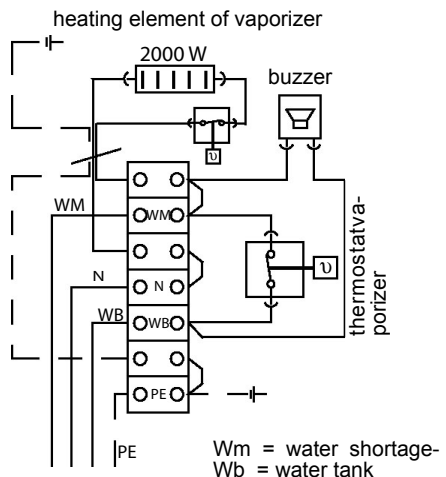 heating element of vaporizer
2000 W
buzzer
υ
WM
WM
υ
thermostatva-
porizer
N
N
WB
WB
PE
PE
Wm = water shortage-
Wb = water tank